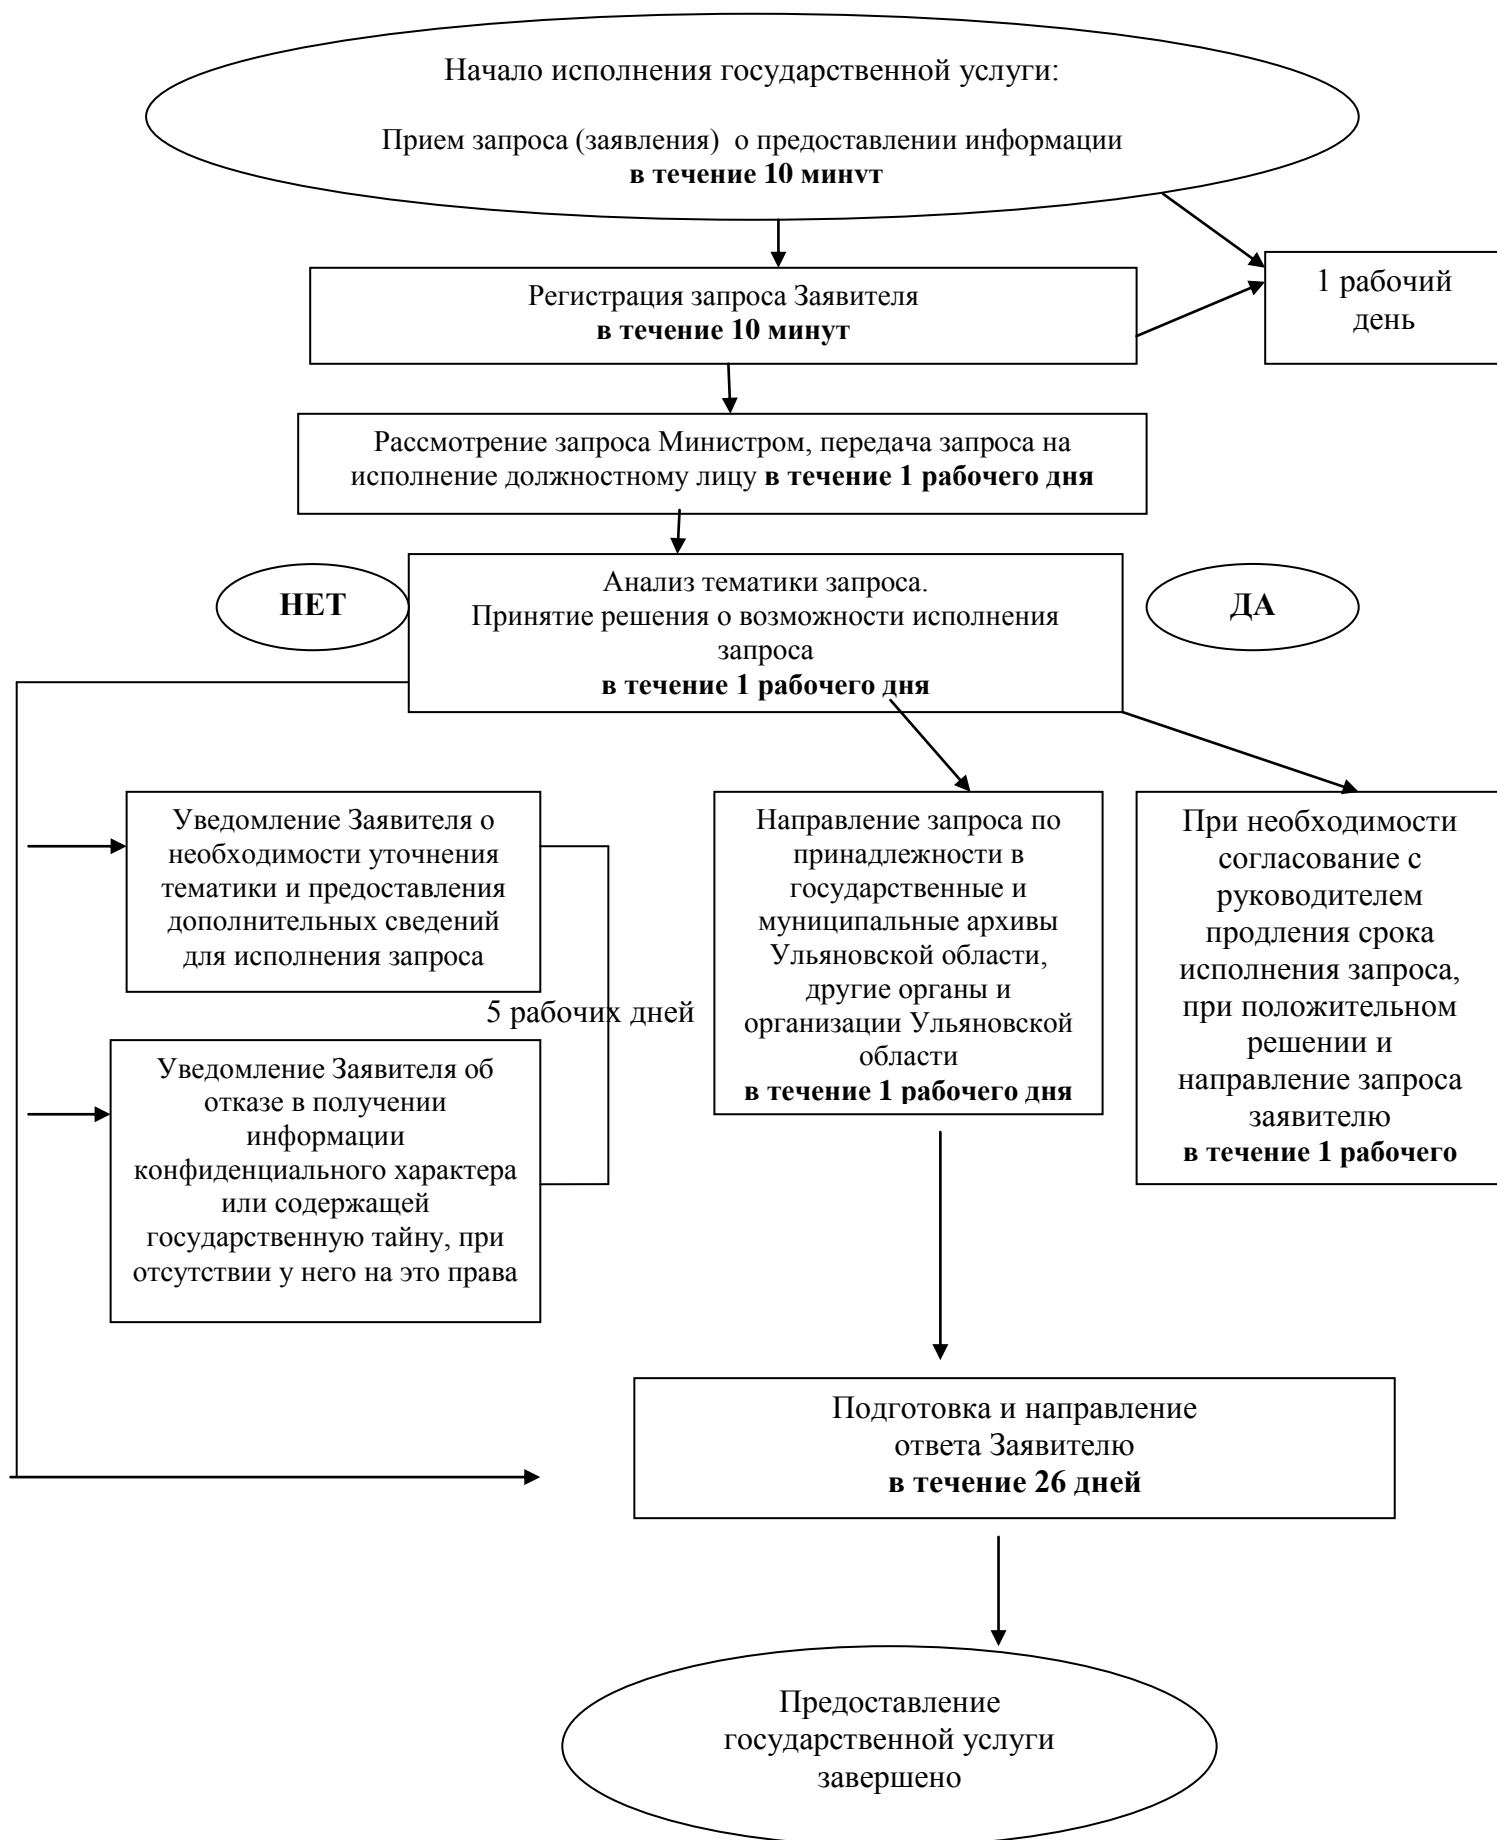 Начало исполнения государственной услуги:
Прием запроса (заявления)  о предоставлении информации
в течение 10 минут
1 рабочий
день
Регистрация запроса Заявителя
в течение 10 минут
Рассмотрение запроса Министром, передача запроса на
исполнение должностному лицу в течение 1 рабочего дня
НЕТ
Анализ тематики запроса.
Принятие решения о возможности исполнения
запроса
в течение 1 рабочего дня
ДА
Уведомление Заявителя о
необходимости уточнения
тематики и предоставления
дополнительных сведений
для исполнения запроса
5 рабочих дней
Уведомление Заявителя об
отказе в получении
информации
конфиденциального характера
или содержащей
государственную тайну, при
отсутствии у него на это права
Направление запроса по
принадлежности в
государственные и
муниципальные архивы
Ульяновской области,
другие органы и
организации Ульяновской
области
в течение 1 рабочего дня
При необходимости
согласование с
руководителем
продления срока
исполнения запроса,
при положительном
решении и
направление запроса
заявителю
в течение 1 рабочего
Подготовка и направление
ответа Заявителю
в течение 26 дней
Предоставление
государственной услуги
завершено